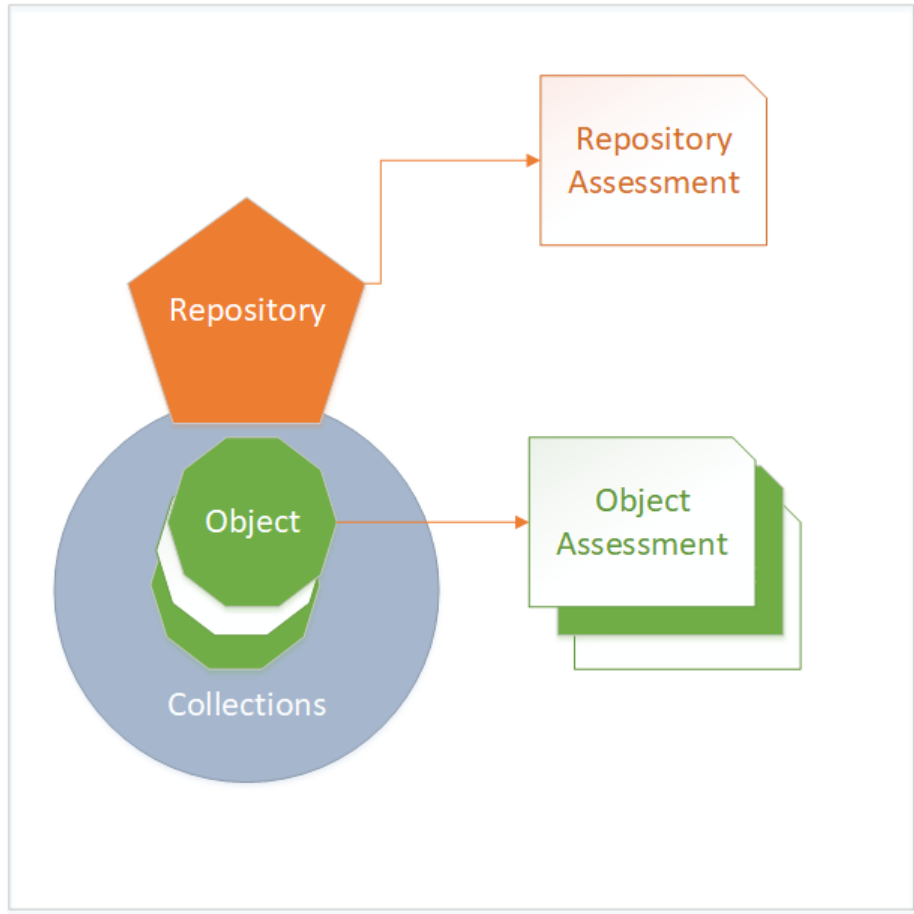 Repository
Assessment
Repository
Object
Object
Assessment
Collections